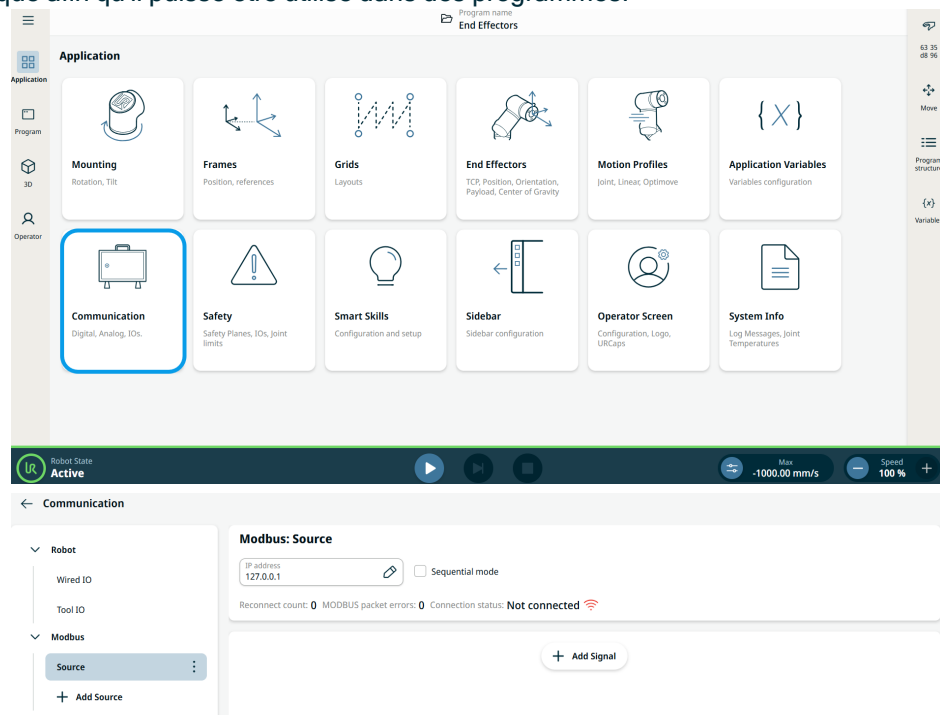 que afin qu'il puisse être utilisé dans des programmes.
Program name
End Effectors
63 35
d8 96
Application
Application
Program
3D
Operator
Move
Program
structure
{x}
Variable
Mounting
Rotation, Tilt
Frames
Position, references
Grids
Layouts
End Effectors
TCP, Position, Orientation,
Payload, Center of Gravity
Motion Profiles
Joint, Linear, Optimove
{X}
Application Variables
Variables configuration
Communication
Digital, Analog, IOs.
Safety
Safety Planes, IOs, Joint
limits
Smart Skills
Configuration and setup
Sidebar
Sidebar configuration
Operator Screen
Configuration, Logo,
URCaps
System Info
Log Messages, Joint
Temperatures
UR
Robot State
Active
Max
-1000.00 mm/s
Speed
100 %
Communication
Robot
Wired IO
Tool IO
Modbus
Source
+ Add Source
Modbus: Source
IP address
127.0.0.1
Sequential mode
Reconnect count: 0 MODBUS packet errors: 0 Connection status: Not connected
+ Add Signal